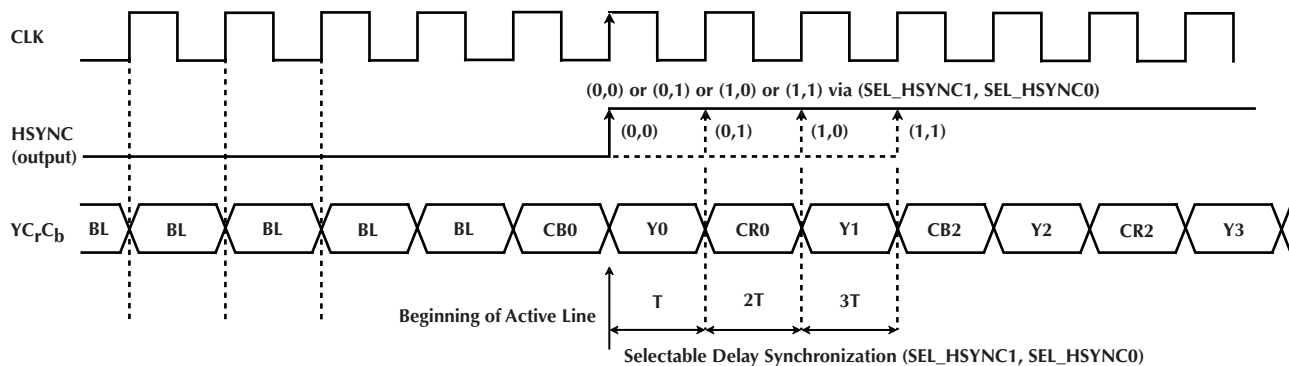 CLK
(0,0) or (0,1) or (1,0) or (1,1) via (SEL_HSYNC1, SEL_HSYNC0)
HSYNC
(output)
(0,0) (0,1) (1,0) (1,1)
YCrCb
BL BL BL BL BL CB0 Y0 CR0 Y1 CB2 Y2 CR2 Y3
T 2T 3T
Beginning of Active Line
Selectable Delay Synchronization (SEL_HSYNC1, SEL_HSYNC0)